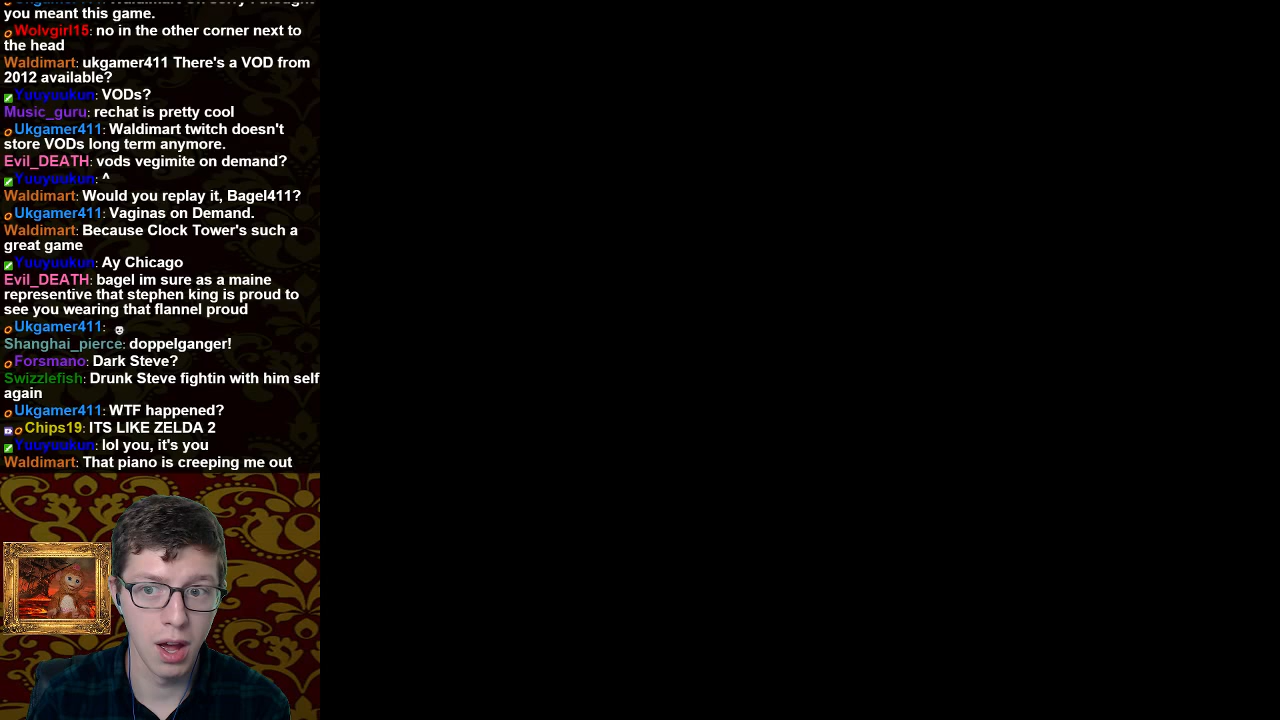 you meant this game.
Wolvgirl15: no in the other corner next to
the head
Waldimart: ukgamer411 There's a VOD from
2012 available?
Yuuyuukun: VODs?
Music_guru: rechat is pretty cool
Ukgamer411: Waldimart twitch doesn't
store VODs long term anymore.
Evil_DEATH: vods vegimite on demand?
Yuuyuukun: ^
Waldimart: Would you replay it, Bagel411?
Ukgamer411: Vaginas on Demand.
Waldimart: Because Clock Tower's such a
great game
Yuuyuukun: Ay Chicago
Evil_DEATH: bagel im sure as a maine
representive that stephen king is proud to
see you wearing that flannel proud
Ukgamer411:
Shanghai_pierce: doppelganger!
Forsmano: Dark Steve?
Swizzlefish: Drunk Steve fightin with him self
again
Ukgamer411: WTF happened?
Chips19: ITS LIKE ZELDA 2
Yuuyuukun: lol you, it's you
Waldimart: That piano is creeping me out